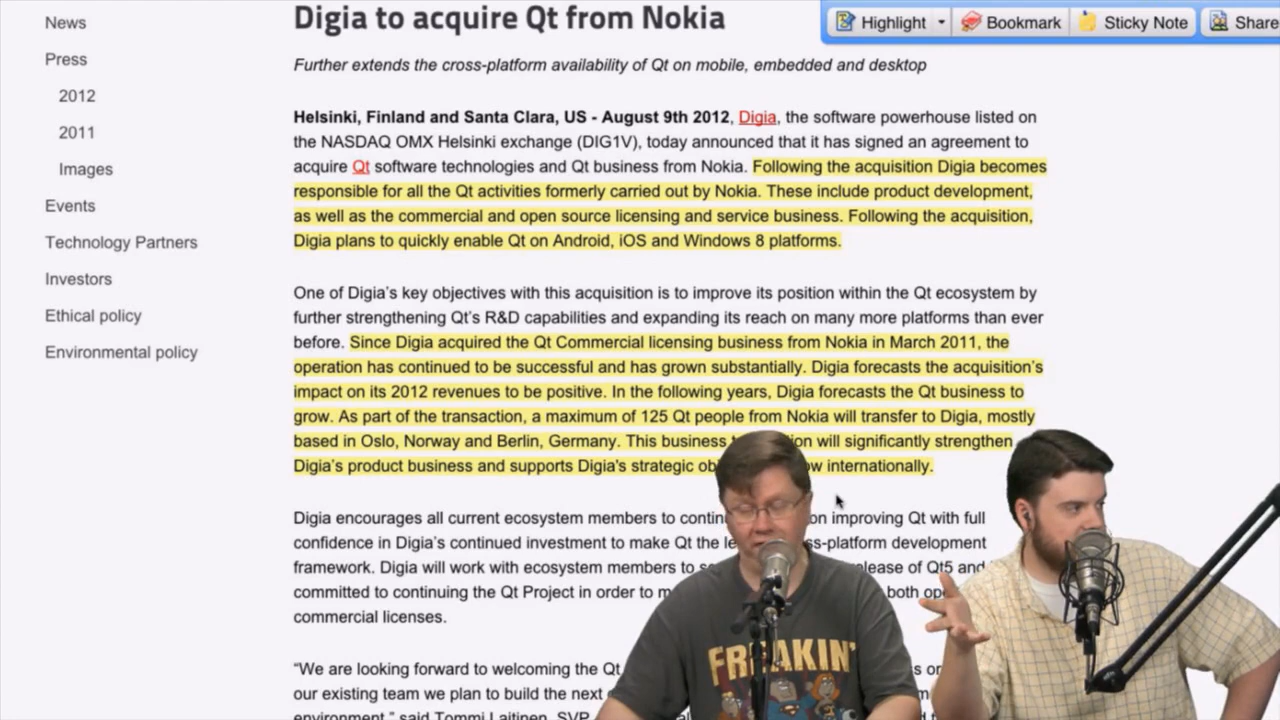 News
Press
2012
2011
Images
Events
Technology Partners
Investors
Ethical policy
Environmental policy
Highlight
Bookmark
Sticky Note
Share
Digia to acquire Qt from Nokia
Further extends the cross-platform availability of Qt on mobile, embedded and desktop
Helsinki, Finland and Santa Clara, US - August 9th 2012, Digia, the software powerhouse listed on
the NASDAQ OMX Helsinki exchange (DIG1V), today announced that it has signed an agreement to
acquire Qt software technologies and Qt business from Nokia. Following the acquisition Digia becomes
responsible for all the Qt activities formerly carried out by Nokia. These include product development,
as well as the commercial and open source licensing and service business. Following the acquisition,
Digia plans to quickly enable Qt on Android, iOS and Windows 8 platforms.
One of Digia's key objectives with this acquisition is to improve its position within the Qt ecosystem by
further strengthening Qt's R&D capabilities and expanding its reach on many more platforms than ever
before. Since Digia acquired the Qt Commercial licensing business from Nokia in March 2011, the
operation has continued to be successful and has grown substantially. Digia forecasts the acquisition's
impact on its 2012 revenues to be positive. In the following years, Digia forecasts the Qt business to
grow. As part of the transaction, a maximum of 125 Qt people from Nokia will transfer to Digia, mostly
based in Oslo, Norway and Berlin, Germany. This business will significantly strengthen
Digia's product business and supports Digia's strategic internationally.
Digia encourages all current ecosystem members to on improving Qt with full
confidence in Digia's continued investment to make Qt the development
framework. Digia will work with ecosystem members to of Qt5 and
committed to continuing the Qt Project in order to both
commercial licenses.
"We are looking forward to welcoming the Qt
our existing team we plan to build the next
environment," said Tommi Laitinen, SVP
FREAKIN'